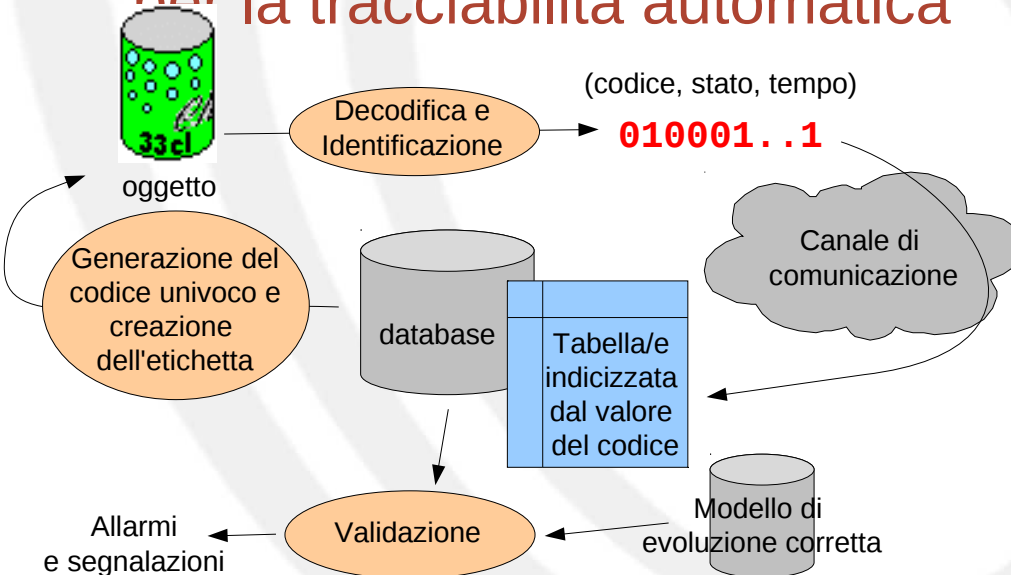 per la tracciabilità automatica
(codice, stato, tempo)
Decodifica e
Identificazione
010001..1
33cl
oggetto
Generazione del
codice univoco e
creazione
dell'etichetta
database
Tabella/e
indicizzata
dal valore
del codice
Canale di
comunicazione
Allarmi
e segnalazioni
Validazione
Modello di
evoluzione corretta